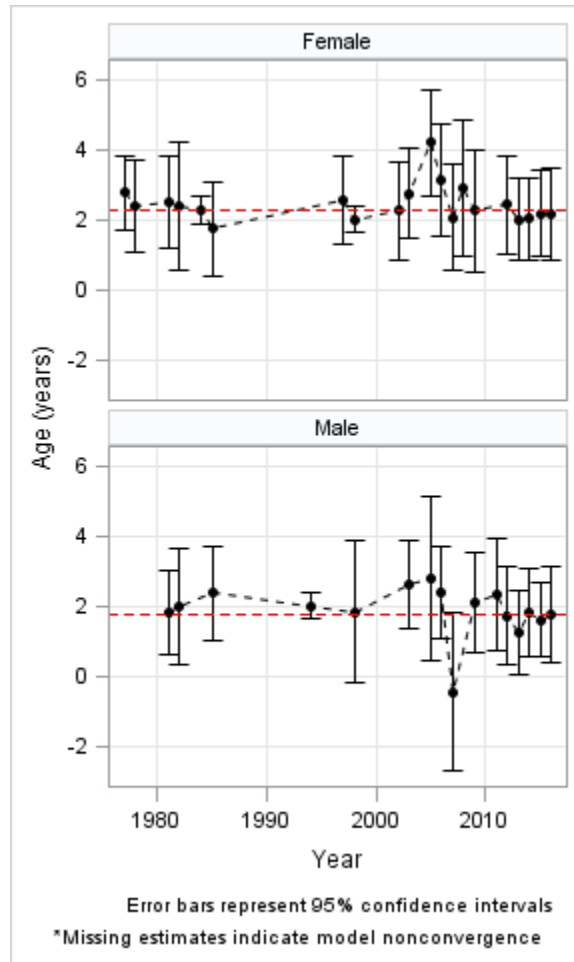 Female
6
4
2
0
-2
Age (years)
Male
6
4
2
0
-2
1980 1990 2000 2010
Year
Error bars represent 95% confidence intervals
*Missing estimates indicate model nonconvergence